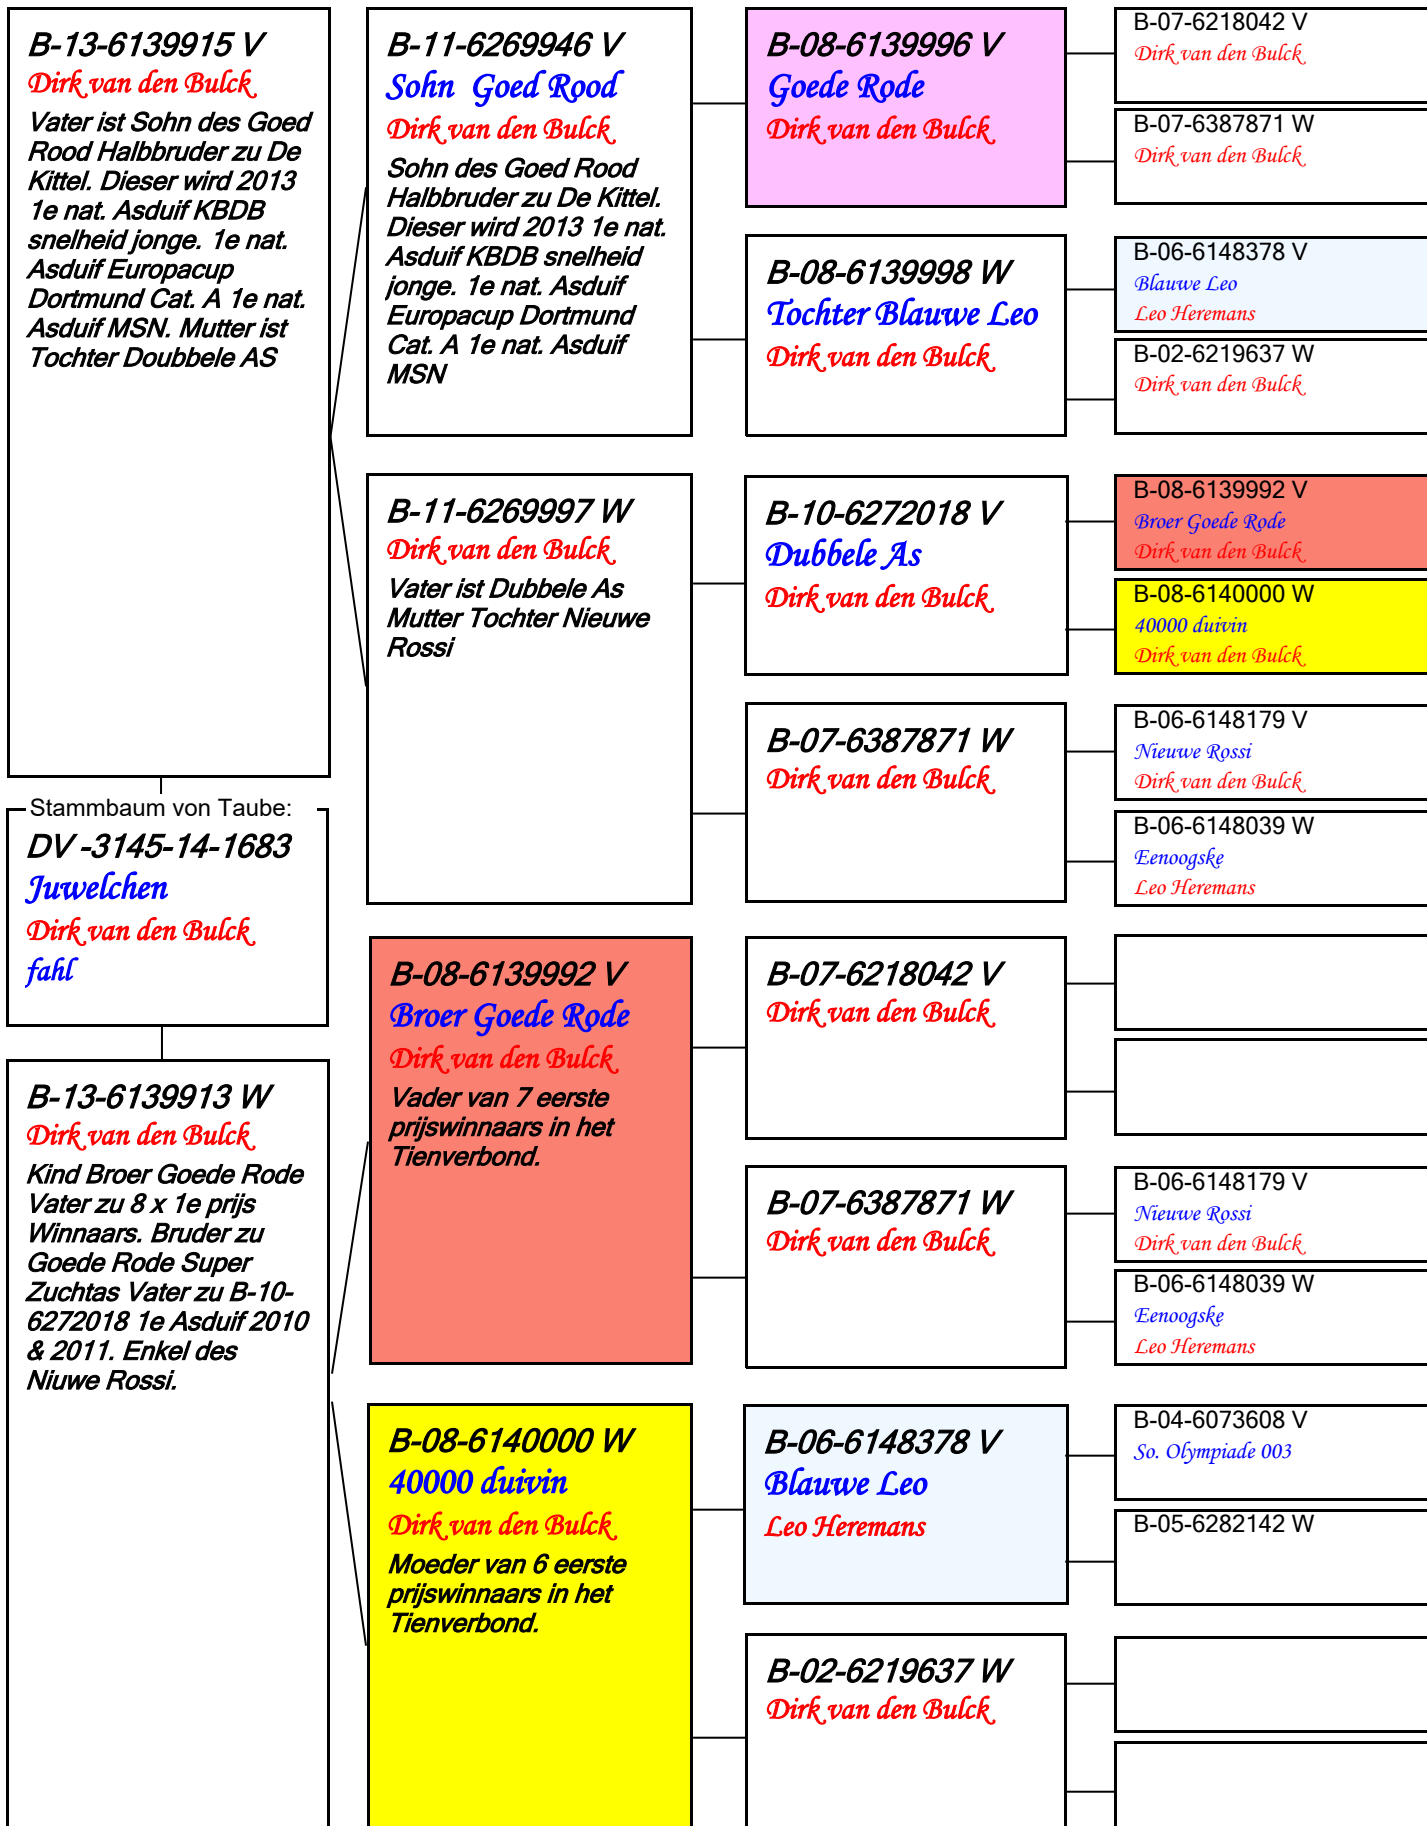 B-13-6139915 V
Dirk van den Bulck
Vater ist Sohn des Goed
Rood Halbbruder zu De
Kittel. Dieser wird 2013
1e nat. Asduif KBDB
snelheid jonge. 1e nat.
Asduif Europacup
Dortmund Cat. A 1e nat.
Asduif MSN. Mutter ist
Tochter Doubbele AS
Stammbaum von Taube:
DV -3145-14-1683
Juwelchen
Dirk van den Bulck
fahl
B-13-6139913 W
Dirk van den Bulck
Kind Broer Goede Rode
Vater zu 8 x 1e prijs
Winnaars. Bruder zu
Goede Rode Super
Zuchtas Vater zu B-10-
6272018 1e Asduif 2010
& 2011. Enkel des
Niuwe Rossi.
B-11-6269946 V
Sohn Goed Rood
Dirk van den Bulck
Sohn des Goed Rood
Halbbruder zu De Kittel.
Dieser wird 2013 1e nat.
Asduif KBDB snelheid
jonge. 1e nat. Asduif
Europacup Dortmund
Cat. A 1e nat. Asduif
MSN
B-11-6269997 W
Dirk van den Bulck
Vater ist Dubbele As
Mutter Tochter Nieuwe
Rossi
B-08-6139992 V
Broer Goede Rode
Dirk van den Bulck
Vader van 7 eerste
prijswinnaars in het
Tienverbond.
B-08-6140000 W
40000 duivin
Dirk van den Bulck
Moeder van 6 eerste
prijswinnaars in het
Tienverbond.
B-08-6139996 V
Goede Rode
Dirk van den Bulck
B-08-6139998 W
Tochter Blauwe Leo
Dirk van den Bulck
B-10-6272018 V
Dubbele As
Dirk van den Bulck
B-07-6387871 W
Dirk van den Bulck
B-07-6218042 V
Dirk van den Bulck
B-07-6387871 W
Dirk van den Bulck
B-06-6148378 V
Blauwe Leo
Leo Heremans
B-02-6219637 W
Dirk van den Bulck
B-07-6218042 V
Dirk van den Bulck
B-07-6387871 W
Dirk van den Bulck
B-06-6148378 V
Blauwe Leo
Leo Heremans
B-02-6219637 W
Dirk van den Bulck
B-08-6139992 V
Broer Goede Rode
Dirk van den Bulck
B-08-6140000 W
40000 duivin
Dirk van den Bulck
B-06-6148179 V
Nieuwe Rossi
Dirk van den Bulck
B-06-6148039 W
Eenoogske
Leo Heremans
B-06-6148179 V
Nieuwe Rossi
Dirk van den Bulck
B-06-6148039 W
Eenoogske
Leo Heremans
B-04-6073608 V
So. Olympiade 003
B-05-6282142 W